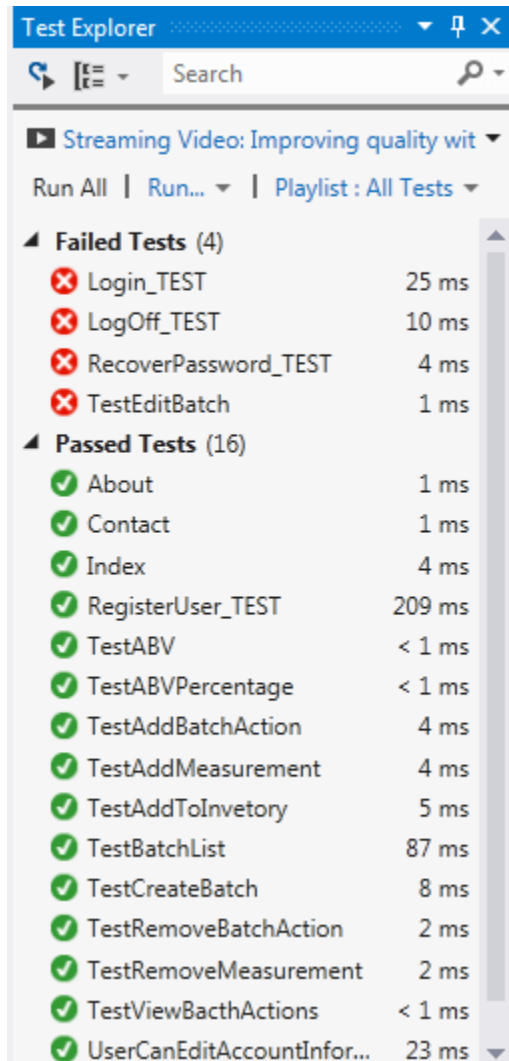 Test Explorer
Search
Streaming Video: Improving quality wit
Run All | Run... | Playlist : All Tests
Failed Tests (4)
Login_TEST 25 ms
LogOff_TEST 10 ms
RecoverPassword_TEST 4 ms
TestEditBatch 1 ms
Passed Tests (16)
About 1 ms
Contact 1 ms
Index 4 ms
RegisterUser_TEST 209 ms
TestABV < 1 ms
TestABVPercentage < 1 ms
TestAddBatchAction 4 ms
TestAddMeasurement 4 ms
TestAddToInvetory 5 ms
TestBatchList 87 ms
TestCreateBatch 8 ms
TestRemoveBatchAction 2 ms
TestRemoveMeasurement 2 ms
TestViewBacthActions < 1 ms
UserCanEditAccountInfor... 23 ms